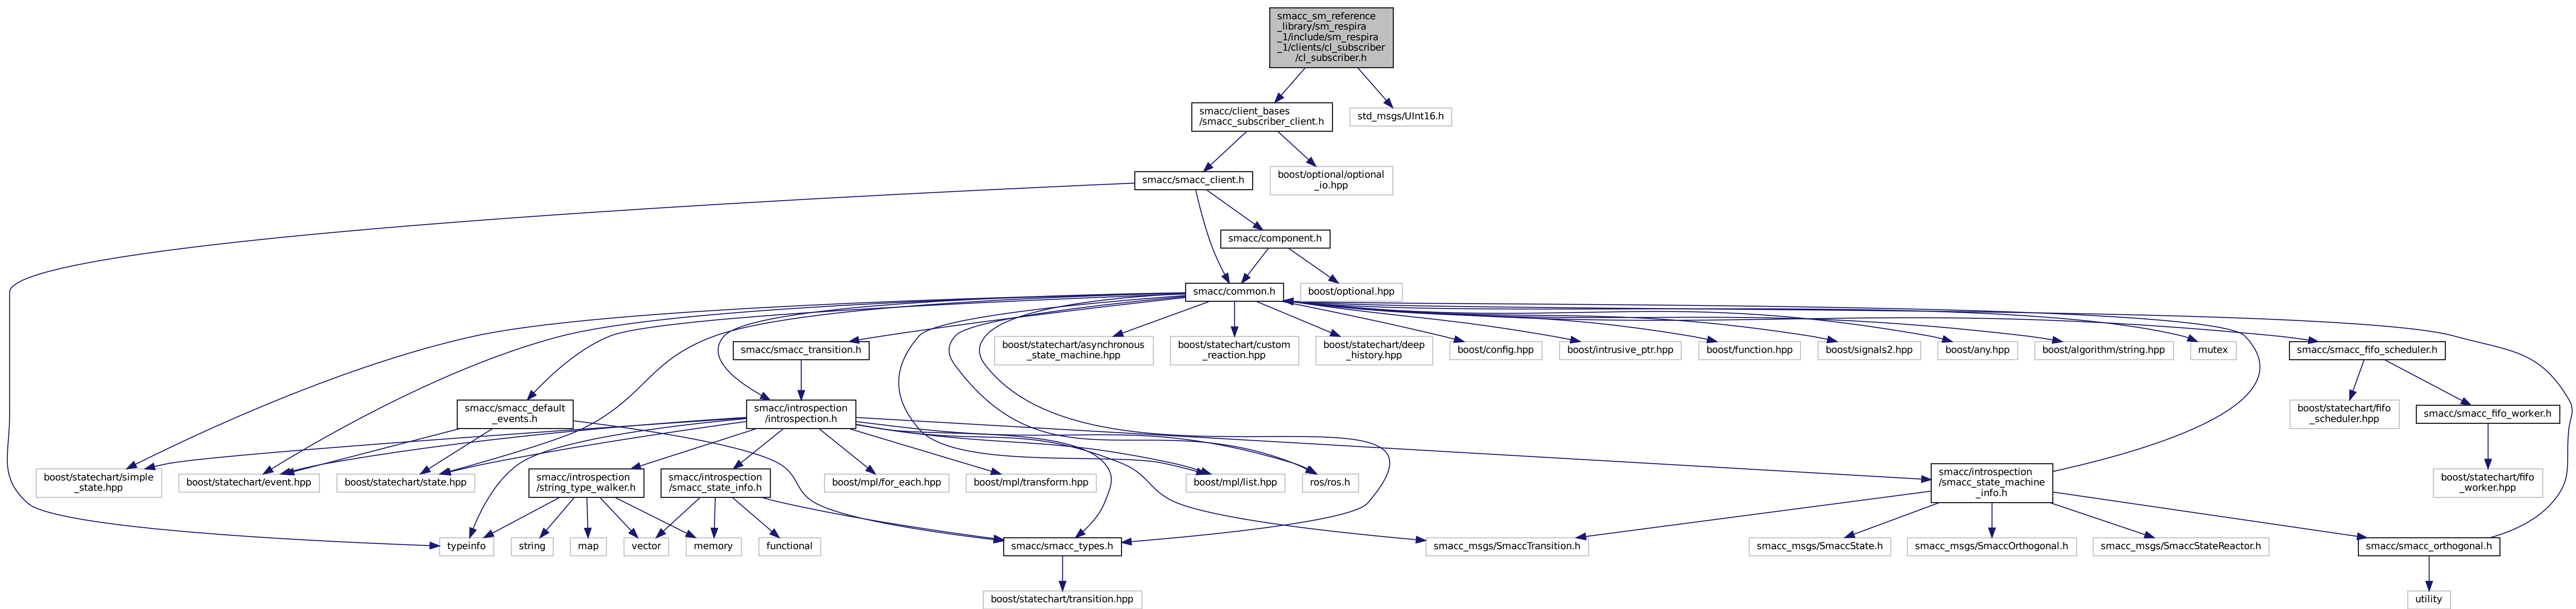 smacc_sm_reference
_library/sm_respira
_1/include/sm_respira
_1/clients/cl_subscriber
/cl_subscriber.h
smacc/client_bases
/smacc_subscriber_client.h
std_msgs/UInt16.h
smacc/smacc_client.h
boost/optional/optional
_io.hpp
smacc/component.h
smacc/common.h
boost/optional.hpp
smacc/smacc_transition.h
boost/statechart/asynchronous
_state_machine.hpp
boost/statechart/custom
_reaction.hpp
boost/statechart/deep
_history.hpp
boost/config.hpp
boost/intrusive_ptr.hpp
boost/function.hpp
boost/signals2.hpp
boost/any.hpp
boost/algorithm/string.hpp
mutex
smacc/smacc_fifo_scheduler.h
smacc/smacc_default
_events.h
smacc/introspection
/introspection.h
boost/statechart/fifo
_scheduler.hpp
smacc/smacc_fifo_worker.h
boost/statechart/simple
_state.hpp
boost/statechart/event.hpp
boost/statechart/state.hpp
smacc/introspection
/string_type_walker.h
smacc/introspection
/smacc_state_info.h
boost/mpl/for_each.hpp
boost/mpl/transform.hpp
boost/mpl/list.hpp
ros/ros.h
smacc/introspection
/smacc_state_machine
_info.h
boost/statechart/fifo
_worker.hpp
typeinfo
string
map
vector
memory
functional
smacc/smacc_types.h
smacc_msgs/SmaccTransition.h
smacc_msgs/SmaccState.h
smacc_msgs/SmaccOrthogonal.h
smacc_msgs/SmaccStateReactor.h
smacc/smacc_orthogonal.h
boost/statechart/transition.hpp
utility